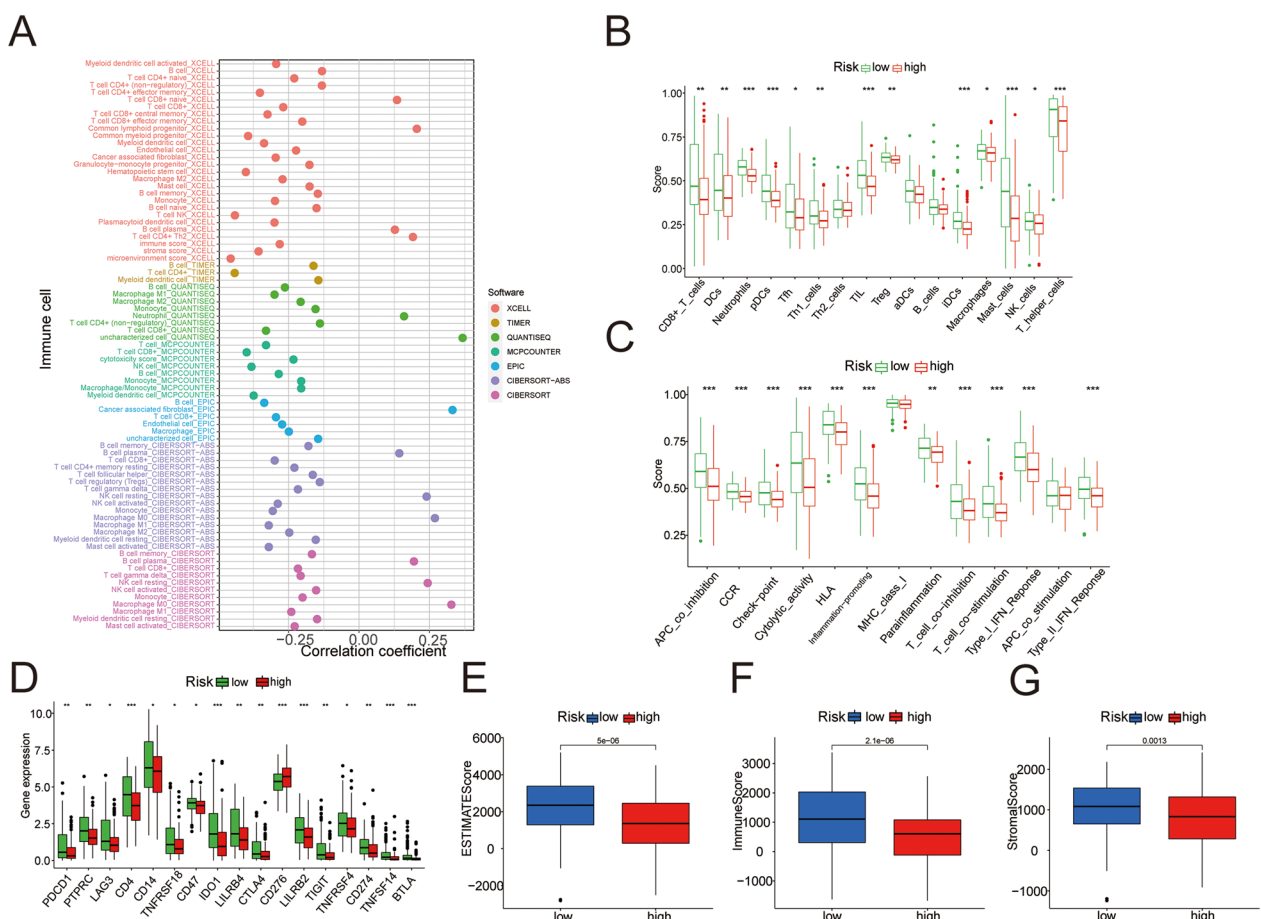 A
Immune cell
Myeloid dendritic cell activated_XCELL
B cell_XCELL
T cell CD4+ naive_XCELL
T cell CD4+ (non-regulatory)_XCELL
T cell CD4+ effector memory_XCELL
T cell CD8+ naive_XCELL
T cell CD8+_XCELL
T cell CD8+ central memory_XCELL
T cell CD8+ effector memory_XCELL
Common lymphoid progenitor_XCELL
Common myeloid progenitor_XCELL
Myeloid dendritic cell_XCELL
Endothelial cell_XCELL
Cancer associated fibroblast_XCELL
Granulocyte-monocyte progenitor_XCELL
Hematopoietic stem cell_XCELL
Macrophage M2_XCELL
Mast cell_XCELL
B cell memory_XCELL
Monocyte_XCELL
B cell naive_XCELL
T cell NK_XCELL
Plasmacytoid dendritic cell_XCELL
B cell plasma_XCELL
T cell CD4+ Th2_XCELL
immune score_XCELL
stroma score_XCELL
microenvironment score_XCELL
B cell_TIMER
T cell CD4+_TIMER
Myeloid dendritic cell_TIMER
B cell_QUANTISEQ
Macrophage M1_QUANTISEQ
Macrophage M2_QUANTISEQ
Monocyte_QUANTISEQ
Neutrophil_QUANTISEQ
T cell CD4+ (non-regulatory)_QUANTISEQ
T cell CD8+_QUANTISEQ
uncharacterized cell_QUANTISEQ
T cell_MCPCOUNTER
T cell CD8+_MCPCOUNTER
cytotoxicity score_MCPCOUNTER
NK cell_MCPCOUNTER
B cell_MCPCOUNTER
Monocyte_MCPCOUNTER
Macrophage/Monocyte_MCPCOUNTER
Myeloid dendritic cell_MCPCOUNTER
B cell_EPIC
Cancer associated fibroblast_EPIC
T cell CD8+_EPIC
Endothelial cell_EPIC
Macrophage_EPIC
uncharacterized cell_EPIC
B cell memory_CIBERSORT-ABS
B cell plasma_CIBERSORT-ABS
T cell CD8+_CIBERSORT-ABS
T cell CD4+ memory resting_CIBERSORT-ABS
T cell follicular helper_CIBERSORT-ABS
T cell regulatory (Tregs)_CIBERSORT-ABS
T cell gamma delta_CIBERSORT-ABS
NK cell resting_CIBERSORT-ABS
NK cell activated_CIBERSORT-ABS
Monocyte_CIBERSORT-ABS
Macrophage M0_CIBERSORT-ABS
Macrophage M1_CIBERSORT-ABS
Macrophage M2_CIBERSORT-ABS
Myeloid dendritic cell resting_CIBERSORT-ABS
Mast cell activated_CIBERSORT-ABS
B cell memory_CIBERSORT
B cell plasma_CIBERSORT
T cell CD8+_CIBERSORT
T cell gamma delta_CIBERSORT
NK cell resting_CIBERSORT
NK cell activated_CIBERSORT
Monocyte_CIBERSORT
Macrophage M0_CIBERSORT
Macrophage M1_CIBERSORT
Myeloid dendritic cell resting_CIBERSORT
Mast cell activated_CIBERSORT
−0.25 0.00 0.25
Correlation coefficient
Software
XCELL
TIMER
QUANTISEQ
MCPCOUNTER
EPIC
CIBERSORT-ABS
CIBERSORT
B
Risk low high
** ** *** *** * ** *** ** *** * *** * ***
Score
1.00
0.75
0.50
0.25
0.00
CD8+_T_cells DCs Neutrophils pDCs Tfh Th1_cells Th2_cells TIL Treg aDCs B_cells iDCs Macrophages Mast_cells NK_cells T_helper_cells
C
Risk low high
*** *** *** *** *** *** ** *** *** *** ***
Score
1.00
0.75
0.50
0.25
APC_co_inhibition CCR Check-point Cytolytic_activity HLA Inflammation-promoting MHC_class_I Parainflammation T_cell_co-inhibition T_cell_co-stimulation Type_I_IFN_Reponse APC_co_stimulation Type_II_IFN_Reponse
D
Risk low high
** ** * *** * * * *** ** ** *** *** ** * ** *** ***
Gene expression
10.0
7.5
5.0
2.5
0.0
PDCD1 PTPRC LAG3 CD4 CD14 TNFRSF18 CD47 IDO1 LILRB4 CTLA4 CD276 LILRB2 TIGIT TNFRSF4 CD274 TNFSF14 BTLA
E
Risk low high
5e−06
ESTIMATEScore
6000
4000
2000
0
−2000
low high
F
Risk low high
2.1e−06
ImmuneScore
3000
2000
1000
0
−1000
low high
G
Risk low high
0.0013
StromalScore
2000
1000
0
−1000
low high